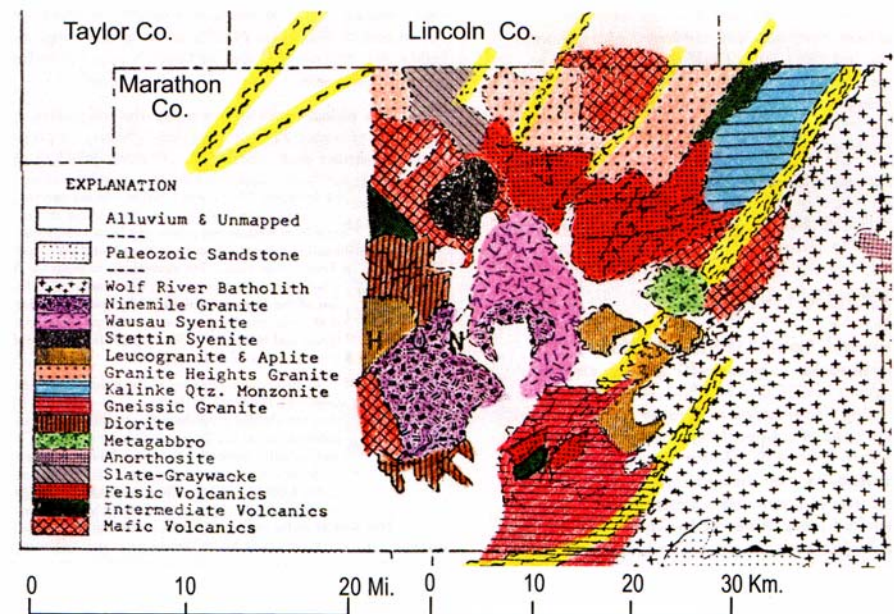 Taylor Co.
Lincoln Co.
Marathon
Co.
EXPLANATION
Alluvium & Unmapped
Paleozoic Sandstone
Wolf River Batholith
Ninemile Granite
Wausau Syenite
Stettin Syenite
Leucogranite & Aplite
Granite Heights Granite
Kalinke Qtz. Monzonite
Gneissic Granite
Diorite
Metagabbro
Anorthosite
Slate-Graywacke
Felsic Volcanics
Intermediate Volcanics
Mafic Volcanics
H O N
0 10 20 Mi. 0 10 20 30 Km.